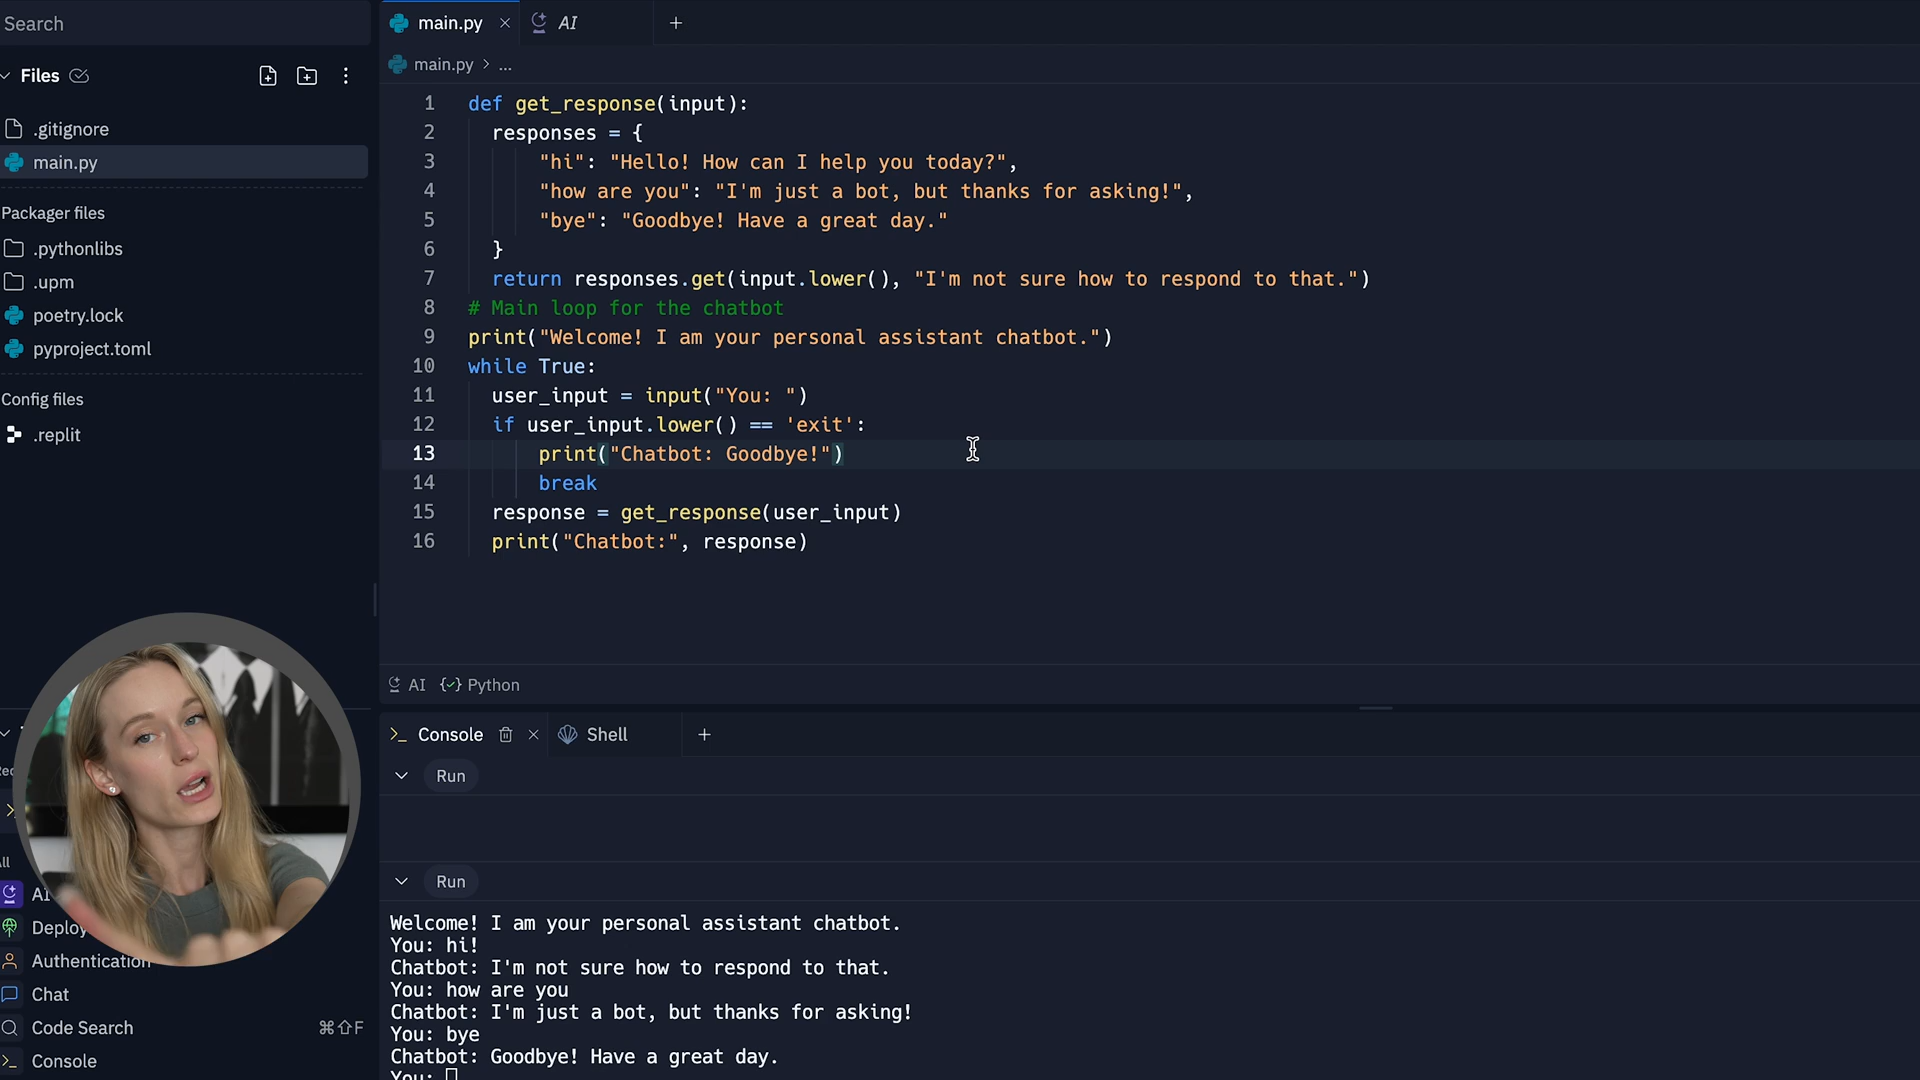 Search
Files
.gitignore
main.py
Packager files
.pythonlibs
.upm
poetry.lock
pyproject.toml
Config files
.replit
AI
Deploy
Authentication
Chat
Code Search ⌘⇧F
Console
main.py × AI +
main.py > ...
1 def get_response(input):
2 responses = {
3 "hi": "Hello! How can I help you today?",
4 "how are you": "I'm just a bot, but thanks for asking!",
5 "bye": "Goodbye! Have a great day."
6 }
7 return responses.get(input.lower(), "I'm not sure how to respond to that.")
8 # Main loop for the chatbot
9 print("Welcome! I am your personal assistant chatbot.")
10 while True:
11 user_input = input("You: ")
12 if user_input.lower() == 'exit':
13 print("Chatbot: Goodbye!")
14 break
15 response = get_response(user_input)
16 print("Chatbot:", response)
AI Python
Console × Shell +
Run
Run
Welcome! I am your personal assistant chatbot.
You: hi!
Chatbot: I'm not sure how to respond to that.
You: how are you
Chatbot: I'm just a bot, but thanks for asking!
You: bye
Chatbot: Goodbye! Have a great day.
You: